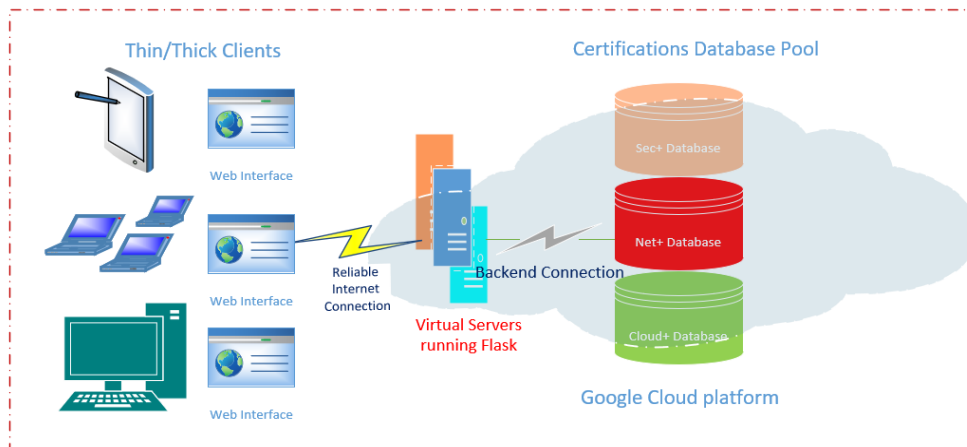 Thin/Thick Clients
Certifications Database Pool
Web Interface
Sec+ Database
Web Interface
Net+ Database
Reliable
Internet
Connection
Backend Connection
Virtual Servers
running Flask
Cloud+ Database
Web Interface
Google Cloud platform